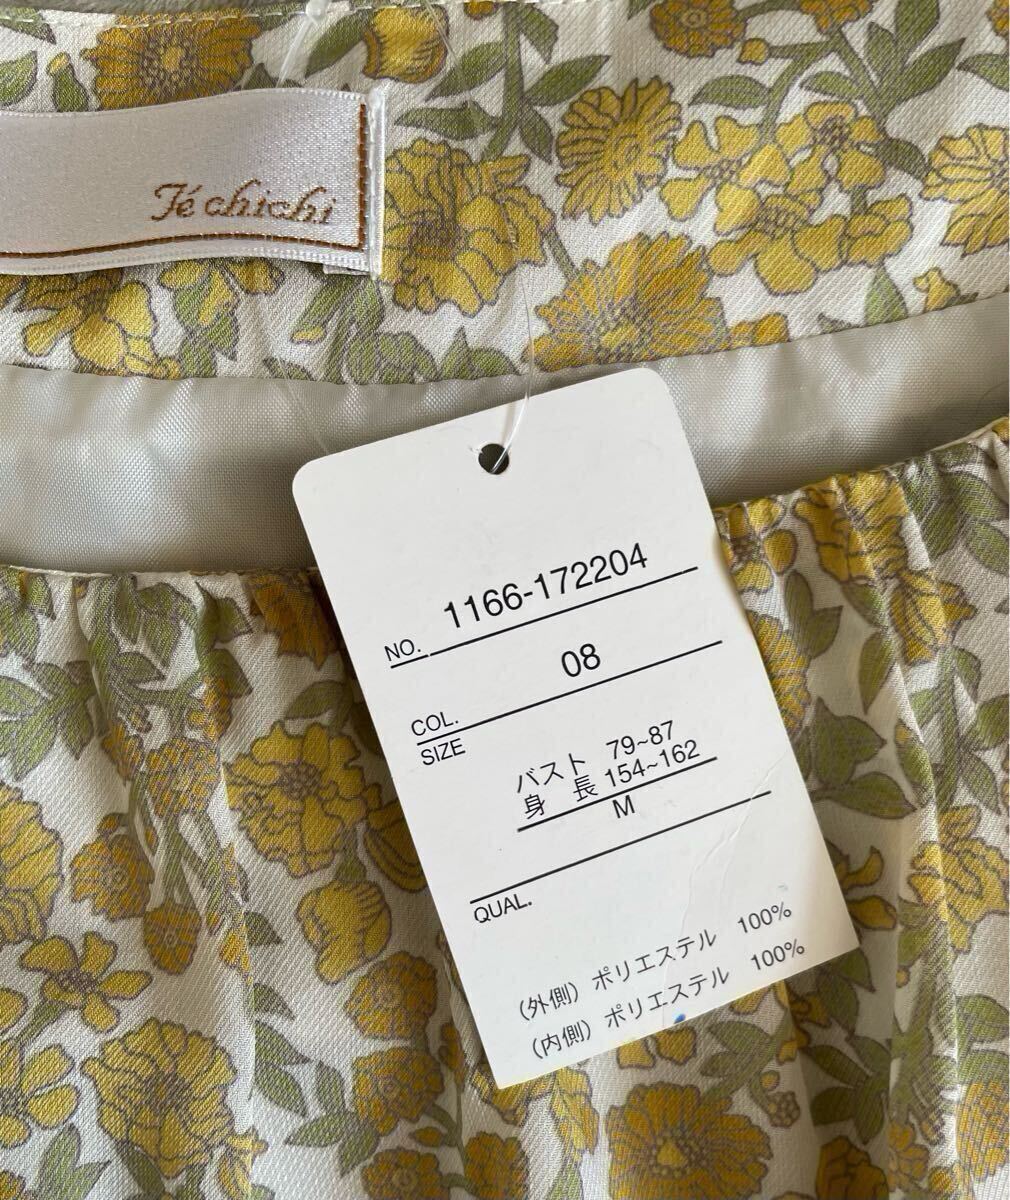 Té chichi
NO. 1166-172204
COL. 08
SIZE
バスト 79~87
身 長 154~162
M
QUAL.
(外側) ポリエステル 100%
(内側) ポリエステル 100%